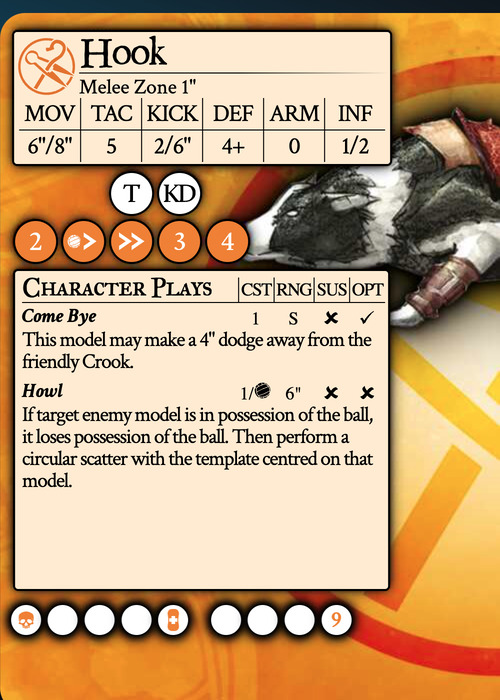 Hook
Melee Zone 1"
MOV TAC KICK DEF ARM INF
6"/8" 5 2/6" 4+ 0 1/2
T KD
2 > >> 3 4
CHARACTER PLAYS CST RNG SUS OPT
Come Bye 1 S ✘ ✓
This model may make a 4" dodge away from the
friendly Crook.
Howl 1/ 6" ✘ ✘
If target enemy model is in possession of the ball,
it loses possession of the ball. Then perform a
circular scatter with the template centred on that
model.
9